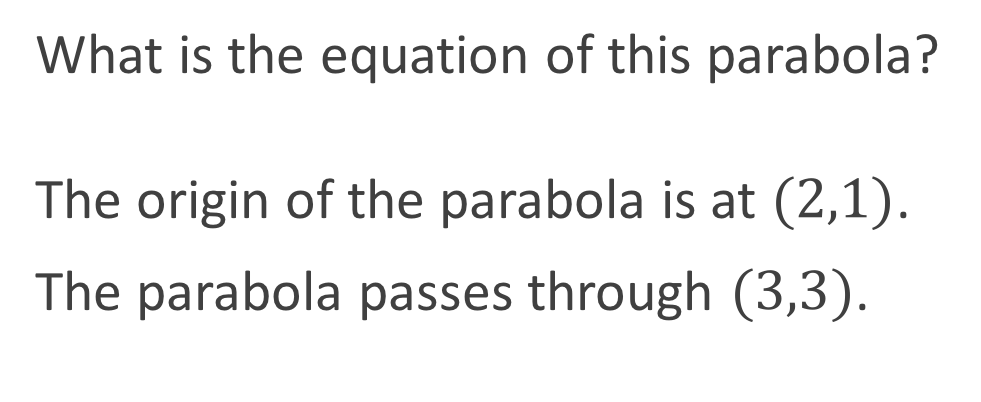 What is the equation of this parabola?
The origin of the parabola is at (2,1).
The parabola passes through (3,3).